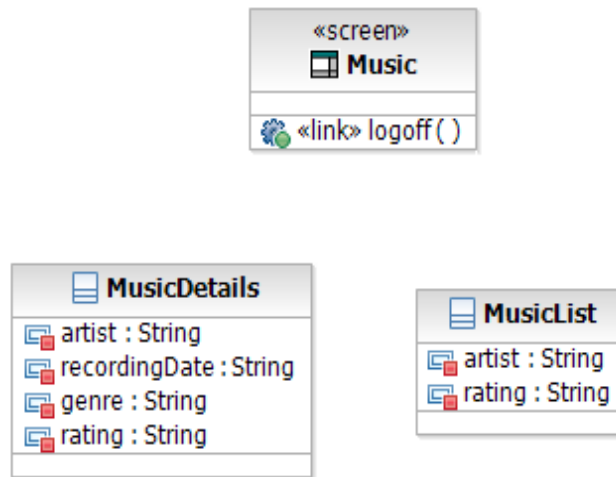 «screen»
Music
«link» logoff( )
MusicDetails
artist : String
recordingDate : String
genre : String
rating : String
MusicList
artist : String
rating : String